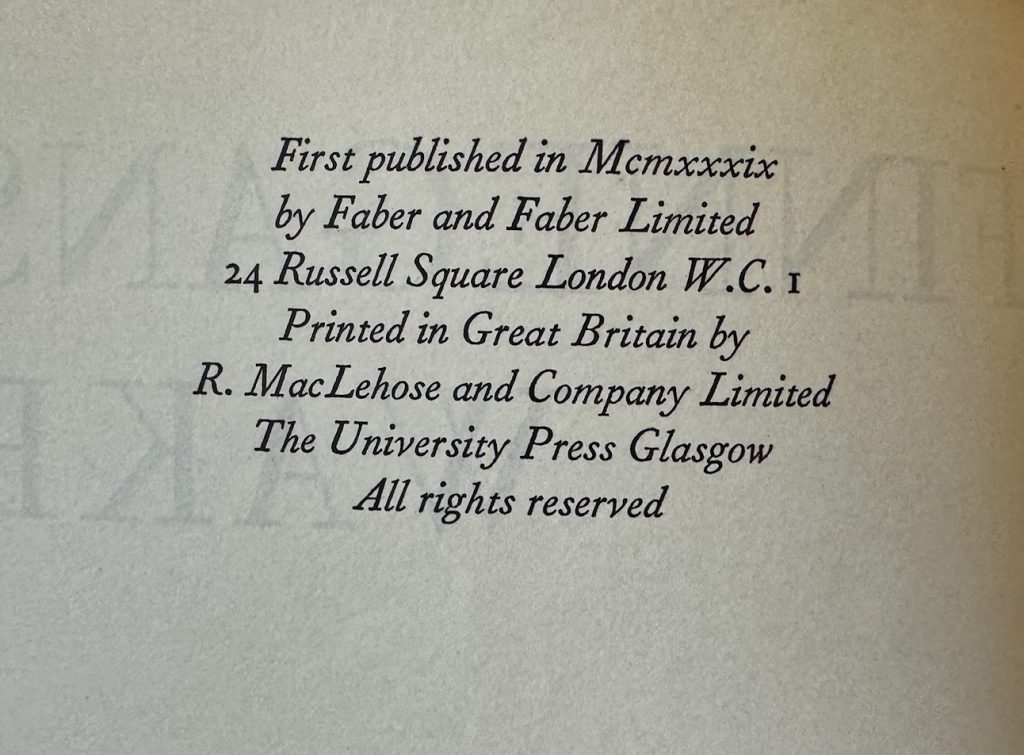 First published in Mcmxxxix
by Faber and Faber Limited
24 Russell Square London W.C. 1
Printed in Great Britain by
R. MacLehose and Company Limited
The University Press Glasgow
All rights reserved